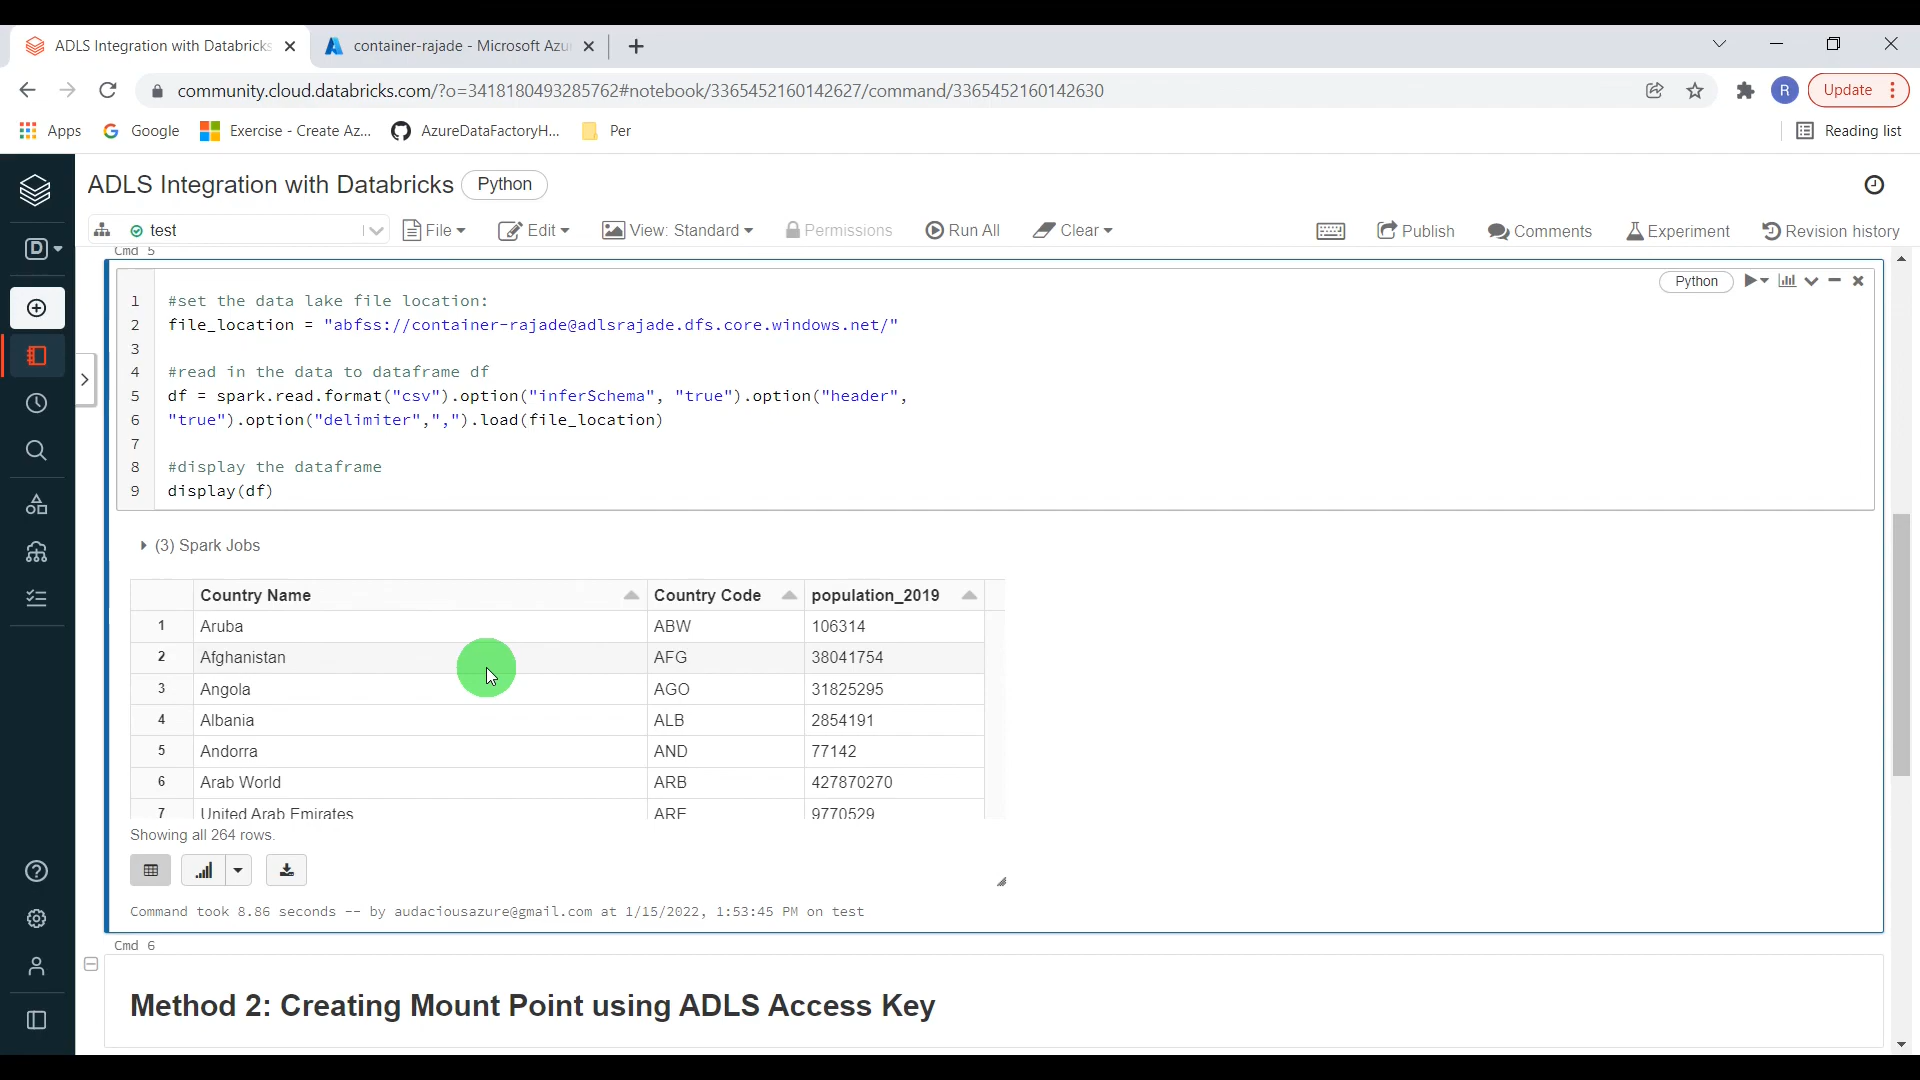 ADLS Integration with Databricks
container-rajade - Microsoft Azu
community.cloud.databricks.com/?o=3418180493285762#notebook/3365452160142627/command/3365452160142630
R
Update
Apps
Google
Exercise - Create Az...
AzureDataFactoryH...
Per
Reading list
ADLS Integration with Databricks
Python
D
test
File
Edit
View: Standard
Permissions
Run All
Clear
Publish
Comments
Experiment
Revision history
Cmd 5
Python
1 #set the data lake file location:
2 file_location = "abfss://container-rajade@adlsrajade.dfs.core.windows.net/"
3
4 #read in the data to dataframe df
5 df = spark.read.format("csv").option("inferSchema", "true").option("header",
6 "true").option("delimiter",",").load(file_location)
7
8 #display the dataframe
9 display(df)
(3) Spark Jobs
Country Name Country Code population_2019
1 Aruba ABW 106314
2 Afghanistan AFG 38041754
3 Angola AGO 31825295
4 Albania ALB 2854191
5 Andorra AND 77142
6 Arab World ARB 427870270
7 United Arab Emirates ARE 9770529
Showing all 264 rows.
Command took 8.86 seconds -- by audaciousazure@gmail.com at 1/15/2022, 1:53:45 PM on test
Cmd 6
Method 2: Creating Mount Point using ADLS Access Key